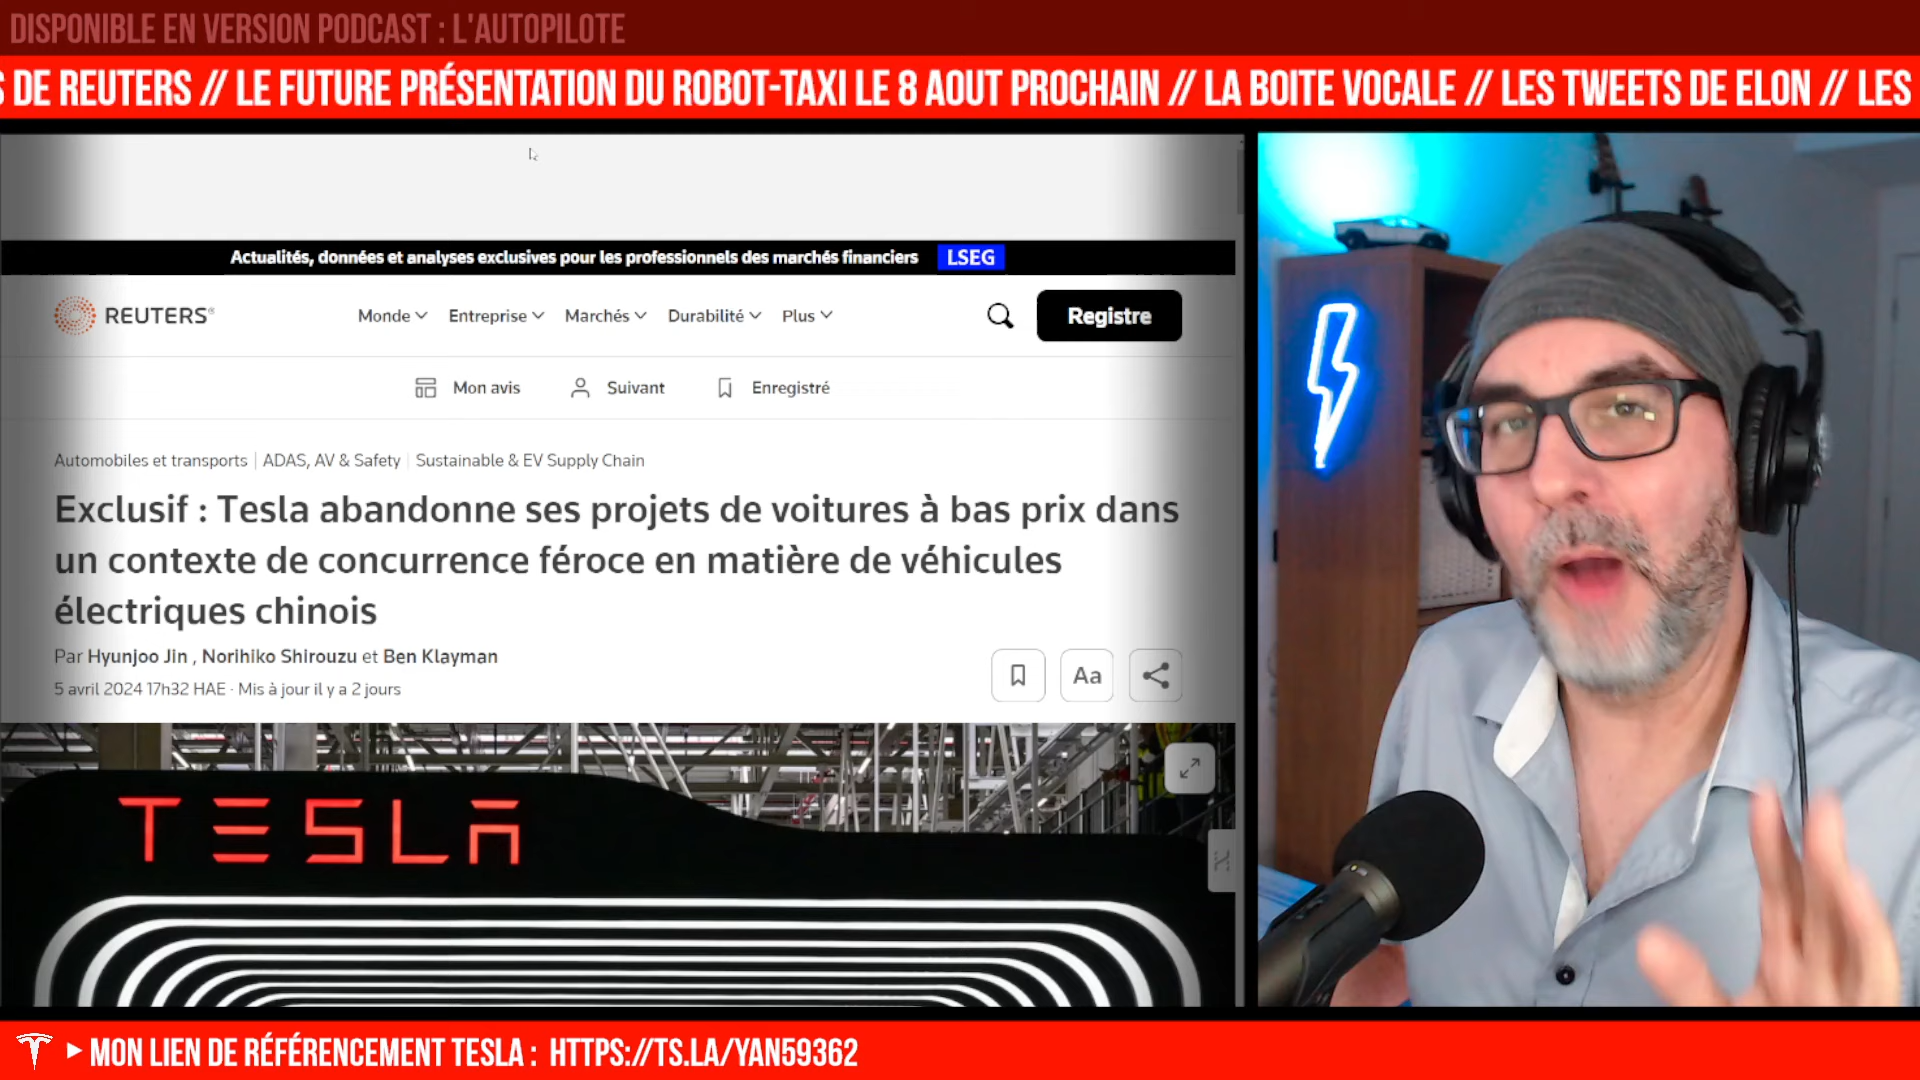 DISPONIBLE EN VERSION PODCAST : L'AUTOPILOTE
S DE REUTERS // LE FUTURE PRÉSENTATION DU ROBOT-TAXI LE 8 AOUT PROCHAIN // LA BOITE VOCALE // LES TWEETS DE ELON // LES
Actualités, données et analyses exclusives pour les professionnels des marchés financiers LSEG
REUTERS® Monde Entreprise Marchés Durabilité Plus Registre
Mon avis Suivant Enregistré
Automobiles et transports | ADAS, AV & Safety | Sustainable & EV Supply Chain
Exclusif : Tesla abandonne ses projets de voitures à bas prix dans
un contexte de concurrence féroce en matière de véhicules
électriques chinois
Par Hyunjoo Jin , Norihiko Shirouzu et Ben Klayman
5 avril 2024 17h32 HAE · Mis à jour il y a 2 jours
Aa
TESLA
MON LIEN DE RÉFÉRENCEMENT TESLA : HTTPS://TS.LA/YAN59362